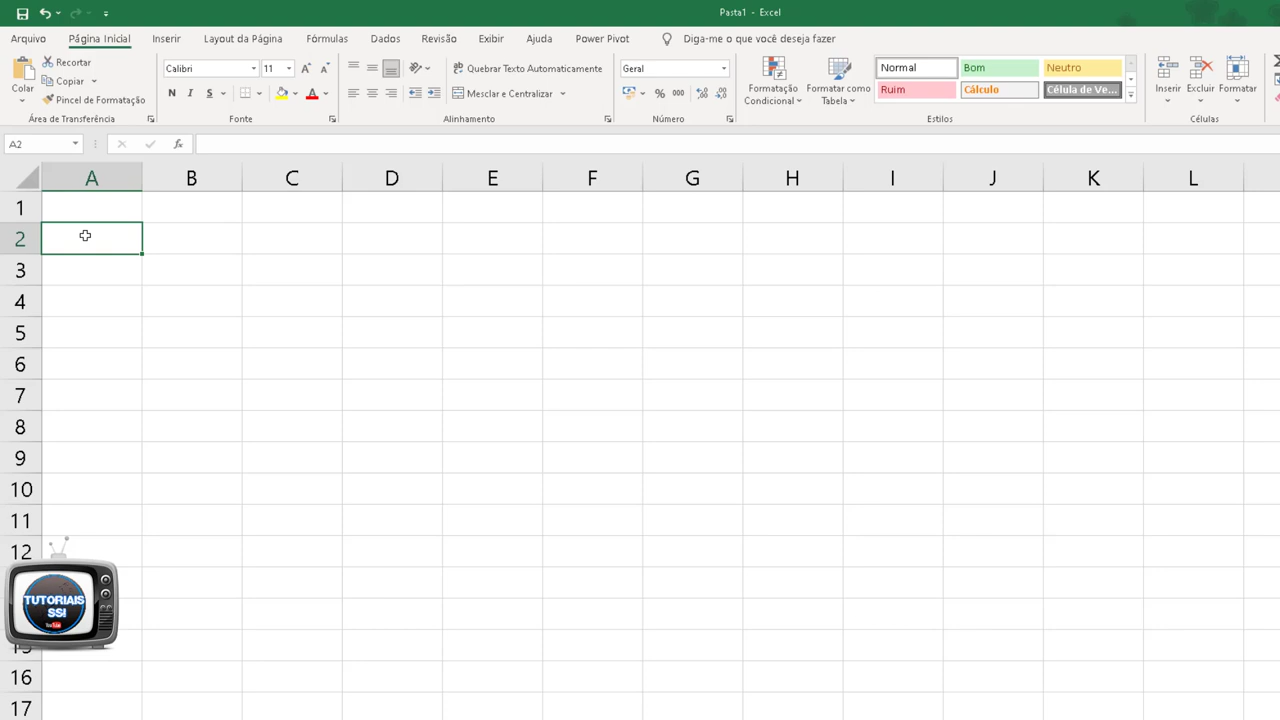 Pasta1 - Excel
Arquivo Página Inicial Inserir Layout da Página Fórmulas Dados Revisão Exibir Ajuda Power Pivot Diga-me o que você deseja fazer
Colar
Recortar
Copiar
Pincel de Formatação
Área de Transferência
Calibri 11
N I S
A
Fonte
Quebrar Texto Automaticamente
Mesclar e Centralizar
Alinhamento
Geral
% 000
Número
Formatação Condicional
Formatar como Tabela
Normal Bom Neutro
Ruim Cálculo Célula de Ve...
Estilos
Inserir Excluir Formatar
Células
A2 fx
A B C D E F G H I J K L
1
2
3
4
5
6
7
8
9
10
11
12
TUTORIAIS
SSI
16
17